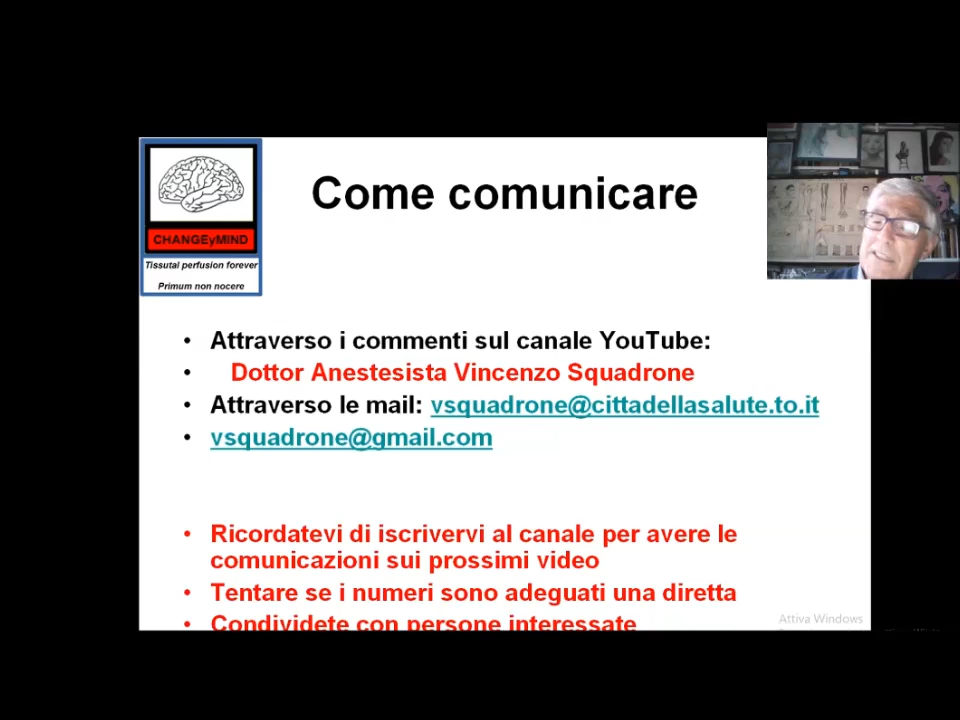 Come comunicare
CHANGEyMIND
Tissutal perfusion forever
Primum non nocere
• Attraverso i commenti sul canale YouTube:
• Dottor Anestesista Vincenzo Squadrone
• Attraverso le mail: vsquadrone@cittadellasalute.to.it
• vsquadrone@gmail.com
• Ricordatevi di iscrivervi al canale per avere le
comunicazioni sui prossimi video
• Tentare se i numeri sono adeguati una diretta
• Condividete con persone interessate
Attiva Windows